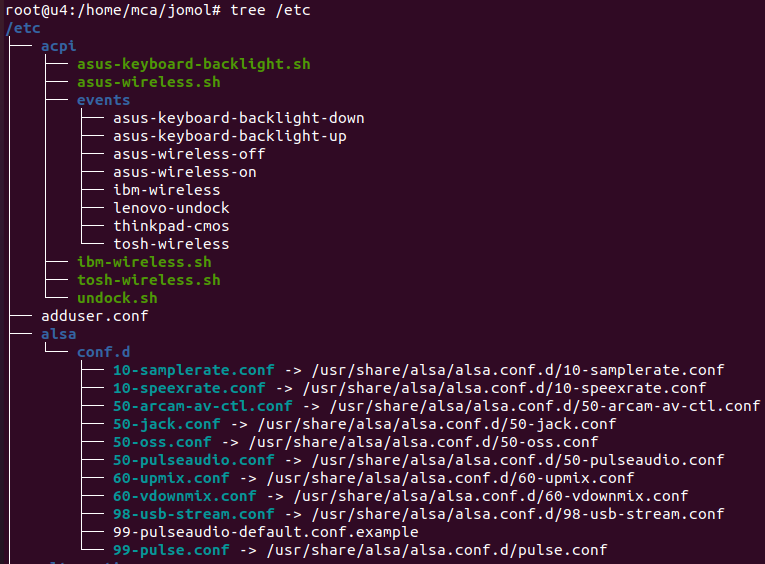 root@u4:/home/mca/jomol# tree /etc
/etc
├── acpi
│   ├── asus-keyboard-backlight.sh
│   ├── asus-wireless.sh
│   ├── events
│   │   ├── asus-keyboard-backlight-down
│   │   ├── asus-keyboard-backlight-up
│   │   ├── asus-wireless-off
│   │   ├── asus-wireless-on
│   │   ├── ibm-wireless
│   │   ├── lenovo-undock
│   │   ├── thinkpad-cmos
│   │   └── tosh-wireless
│   ├── ibm-wireless.sh
│   ├── tosh-wireless.sh
│   └── undock.sh
├── adduser.conf
├── alsa
│   └── conf.d
│       ├── 10-samplerate.conf -> /usr/share/alsa/alsa.conf.d/10-samplerate.conf
│       ├── 10-speexrate.conf -> /usr/share/alsa/alsa.conf.d/10-speexrate.conf
│       ├── 50-arcam-av-ctl.conf -> /usr/share/alsa/alsa.conf.d/50-arcam-av-ctl.conf
│       ├── 50-jack.conf -> /usr/share/alsa/alsa.conf.d/50-jack.conf
│       ├── 50-oss.conf -> /usr/share/alsa/alsa.conf.d/50-oss.conf
│       ├── 50-pulseaudio.conf -> /usr/share/alsa/alsa.conf.d/50-pulseaudio.conf
│       ├── 60-upmix.conf -> /usr/share/alsa/alsa.conf.d/60-upmix.conf
│       ├── 60-vdownmix.conf -> /usr/share/alsa/alsa.conf.d/60-vdownmix.conf
│       ├── 98-usb-stream.conf -> /usr/share/alsa/alsa.conf.d/98-usb-stream.conf
│       ├── 99-pulseaudio-default.conf.example
│       └── 99-pulse.conf -> /usr/share/alsa/alsa.conf.d/pulse.conf